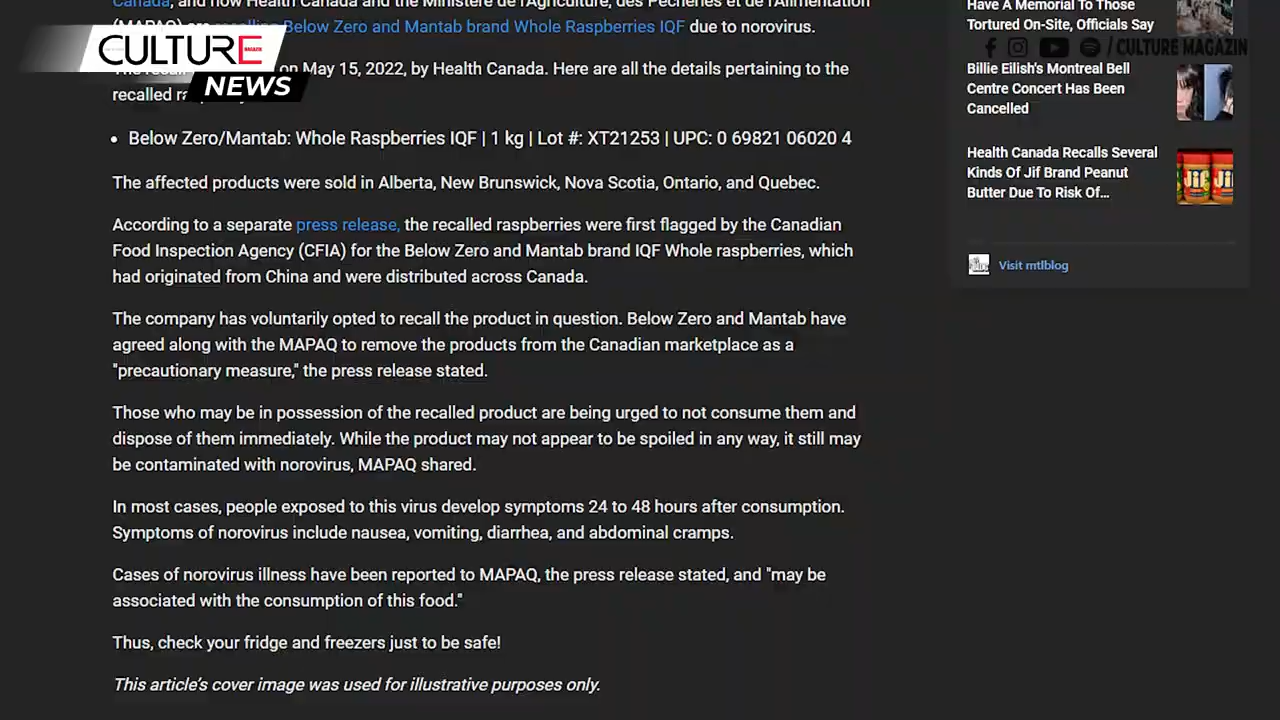 Canada, and now Health Canada and the Ministère de l'Agriculture, des Pêcheries et de l'Alimentation
(MAPAQ) are recalling Below Zero and Mantab brand Whole Raspberries IQF due to norovirus.
CULTURE
NEWS
on May 15, 2022, by Health Canada. Here are all the details pertaining to the
recalled
• Below Zero/Mantab: Whole Raspberries IQF | 1 kg | Lot #: XT21253 | UPC: 0 69821 06020 4
The affected products were sold in Alberta, New Brunswick, Nova Scotia, Ontario, and Quebec.
According to a separate press release, the recalled raspberries were first flagged by the Canadian
Food Inspection Agency (CFIA) for the Below Zero and Mantab brand IQF Whole raspberries, which
had originated from China and were distributed across Canada.
The company has voluntarily opted to recall the product in question. Below Zero and Mantab have
agreed along with the MAPAQ to remove the products from the Canadian marketplace as a
"precautionary measure," the press release stated.
Those who may be in possession of the recalled product are being urged to not consume them and
dispose of them immediately. While the product may not appear to be spoiled in any way, it still may
be contaminated with norovirus, MAPAQ shared.
In most cases, people exposed to this virus develop symptoms 24 to 48 hours after consumption.
Symptoms of norovirus include nausea, vomiting, diarrhea, and abdominal cramps.
Cases of norovirus illness have been reported to MAPAQ, the press release stated, and "may be
associated with the consumption of this food."
Thus, check your fridge and freezers just to be safe!
This article's cover image was used for illustrative purposes only.
Have A Memorial To Those
Tortured On-Site, Officials Say
/ CULTURE MAGAZIN
Billie Eilish's Montreal Bell
Centre Concert Has Been
Cancelled
Health Canada Recalls Several
Kinds Of Jif Brand Peanut
Butter Due To Risk Of...
Jif
Visit mtlblog